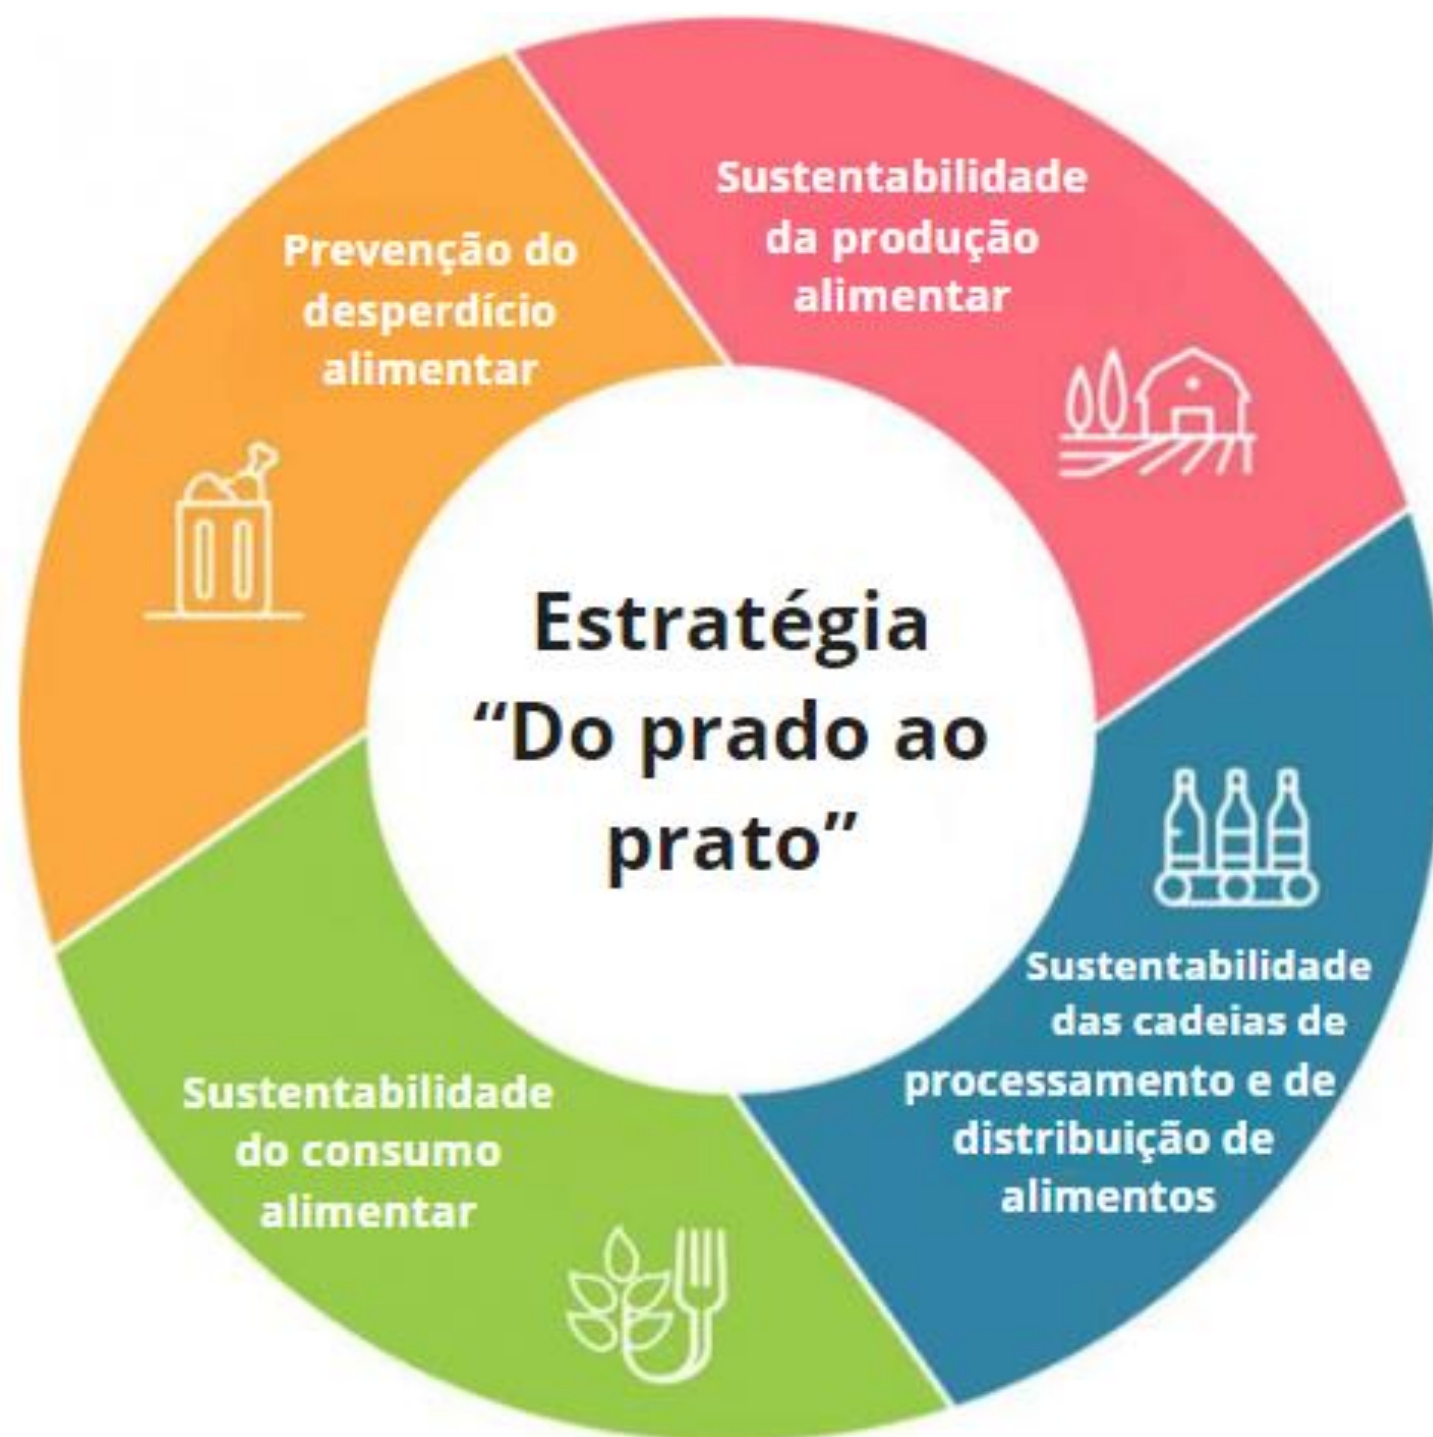 Sustentabilidade
da produção
alimentar
Prevenção do
desperdício
alimentar
Estratégia
“Do prado ao
prato”
Sustentabilidade
das cadeias de
processamento e de
distribuição de
alimentos
Sustentabilidade
do consumo
alimentar